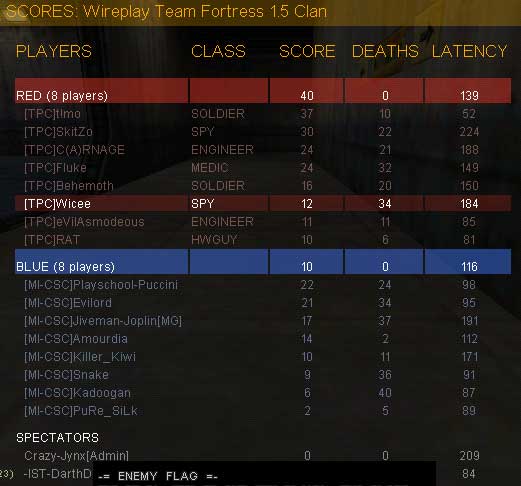 SCORES: Wireplay Team Fortress 1.5 Clan
PLAYERS CLASS SCORE DEATHS LATENCY
RED (8 players) 40 0 139
[TPC]t!mo SOLDIER 37 10 52
[TPC]SkitZo SPY 30 22 224
[TPC]C(A)RNAGE ENGINEER 24 21 188
[TPC]Fluke MEDIC 24 32 149
[TPC]Behemoth SOLDIER 16 20 150
[TPC]Wicee SPY 12 34 184
[TPC]eVilAsmodeous ENGINEER 11 11 85
[TPC]RAT HWGUY 10 6 81
BLUE (8 players) 10 0 116
[MI-CSC]Playschool-Puccini 22 24 98
[MI-CSC]Evilord 21 34 95
[MI-CSC]Jiveman-Joplin[MG] 17 37 191
[MI-CSC]Amourdia 14 2 112
[MI-CSC]Killer_Kiwi 10 11 171
[MI-CSC]Snake 9 36 91
[MI-CSC]Kadoogan 6 40 87
[MI-CSC]PuRe_SiLk 2 5 89
SPECTATORS
Crazy-Jynx[Admin] 0 0 209
23) -IST-DarthD 84
-= ENEMY FLAG =-